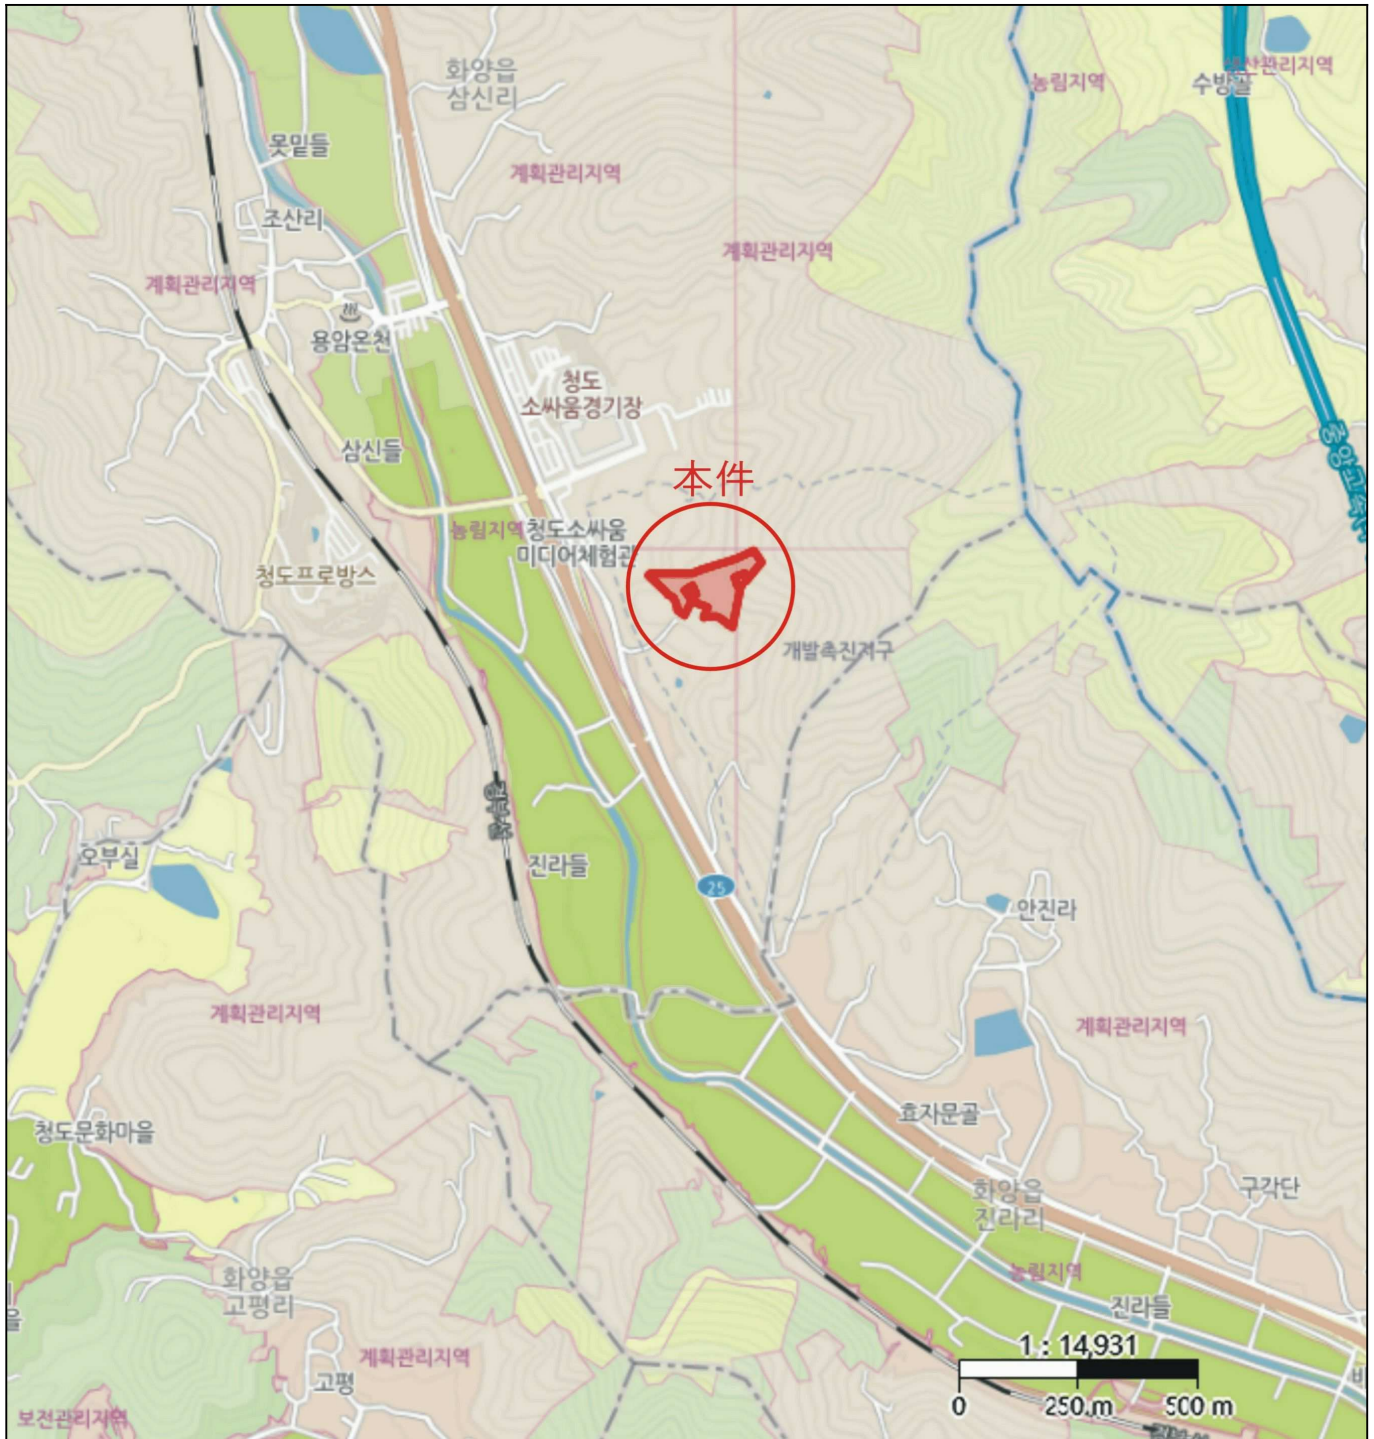 화양읍
삼신리
농림지역
생산관리지역
수방골
못밑들
계획관리지역
조산리
계획관리지역
계획관리지역
용암온천
청도
소싸움경기장
삼신들
중앙고속
本件
농림지역
청도소싸움
미디어체험관
청도프로방스
개발촉진지구
경부선
오부실
진라들
25
안진라
계획관리지역
계획관리지역
효자문골
청도문화마을
화양읍
진라리
구각단
화양읍
고평리
농림지역
진라들
1 : 14,931
계획관리지역
고평
0 250 m 500 m
보전관리지역